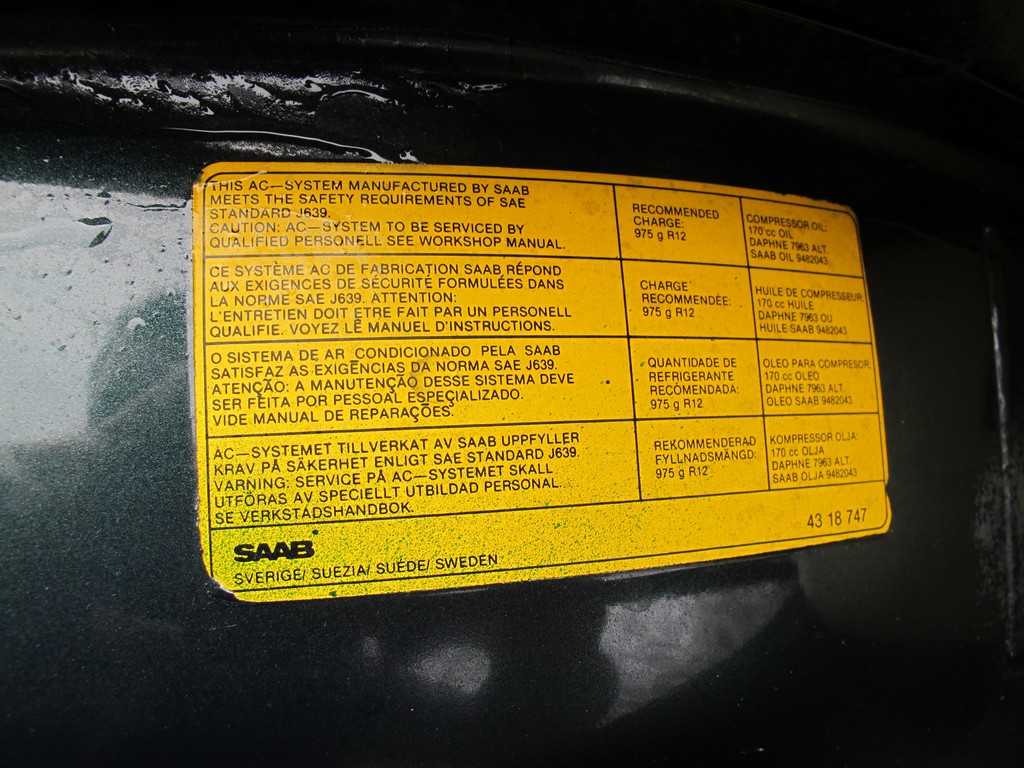 THIS AC—SYSTEM MANUFACTURED BY SAAB
MEETS THE SAFETY REQUIREMENTS OF SAE
STANDARD J639.
CAUTION: AC—SYSTEM TO BE SERVICED BY
QUALIFIED PERSONELL SEE WORKSHOP MANUAL.
RECOMMENDED
CHARGE:
975 g R12
COMPRESSOR OIL:
170 cc OIL
DAPHNE 7963 ALT.
SAAB OIL 9482043
CE SYSTÈME AC DE FABRICATION SAAB RÉPOND
AUX EXIGENCES DE SÉCURITÉ FORMULÉES DANS
LA NORME SAE J639. ATTENTION:
L'ENTRETIEN DOIT ETRE FAIT PAR UN PERSONELL
QUALIFIE. VOYEZ LE MANUEL D'INSTRUCTIONS.
CHARGE
RECOMMENDÉE:
975 g R12
HUILE DE COMPRESSEUR:
170 cc HUILE
DAPHNE 7963 OU
HUILE SAAB 9482043
O SISTEMA DE AR CONDICIONADO PELA SAAB
SATISFAZ AS EXIGENCIAS DA NORMA SAE J639.
ATENÇÃO: A MANUTENÇÃO DESSE SISTEMA DEVE
SER FEITA POR PESSOAL ESPEÇIALIZADO.
VIDE MANUAL DE REPARAÇÕES.
QUANTIDADE DE
REFRIGERANTE
RECOMENDADA:
975 g R12
OLEO PARA COMPRESOR:
170 cc OLEO
DAPHNE 7963 ALT.
OLEO SAAB 9482043
AC—SYSTEMET TILLVERKAT AV SAAB UPPFYLLER
KRAV PÅ SÄKERHET ENLIGT SAE STANDARD J639.
VARNING: SERVICE PÅ AC—SYSTEMET SKALL
UTFÖRAS AV SPECIELLT UTBILDAD PERSONAL.
SE VERKSTADSHANDBOK.
REKOMMENDERAD
FYLLNADSMÄNGD:
975 g R12
KOMPRESSOR OLJA:
170 cc OLJA
DAPHNE 7963 ALT.
SAAB OLJA 9482043
SAAB
SVERIGE/ SUEZIA/ SUÉDE/ SWEDEN
43 18 747